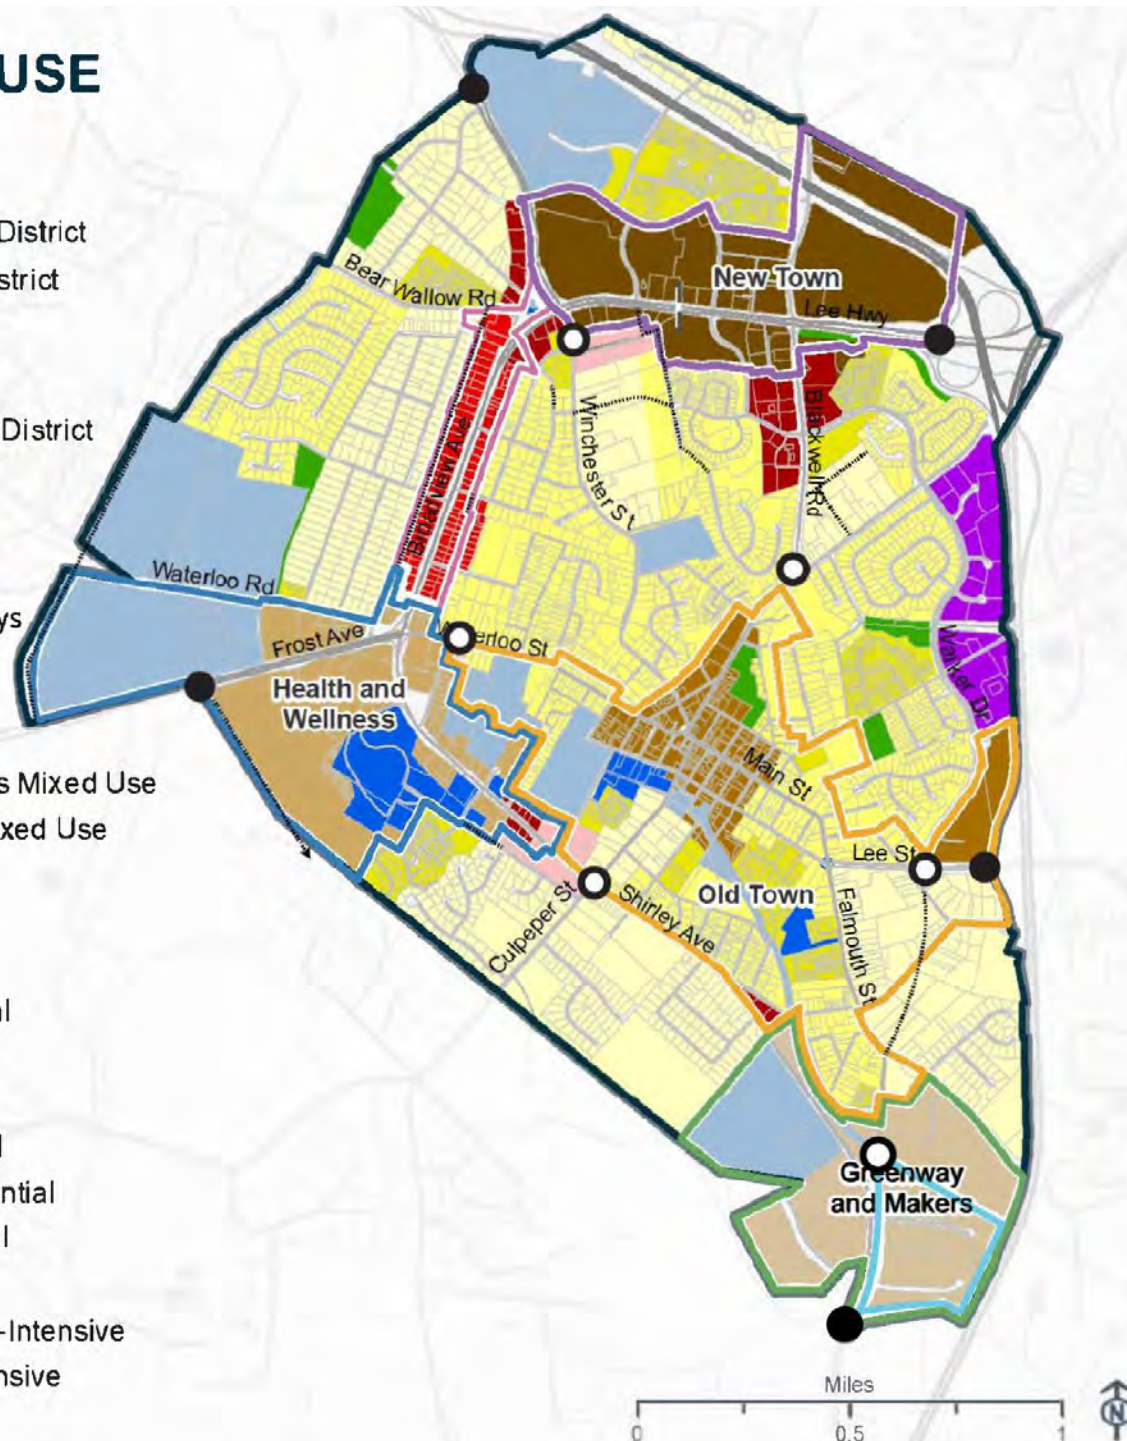 USE
District
strict
District
ys
s Mixed Use
xed Use
al
l
ntial
l
-Intensive
nsive
New Town
Lee Hwy
Bear Wallow Rd
Broadview Ave
Winchester St
Blackwell Rd
Waterloo Rd
Frost Ave
Waterloo St
Health and
Wellness
Walker Dr
Main St
Lee St
Old Town
Falmouth St
Shirley Ave
Culpeper St
Greenway
and Makers
Miles
0 0.5 1
N